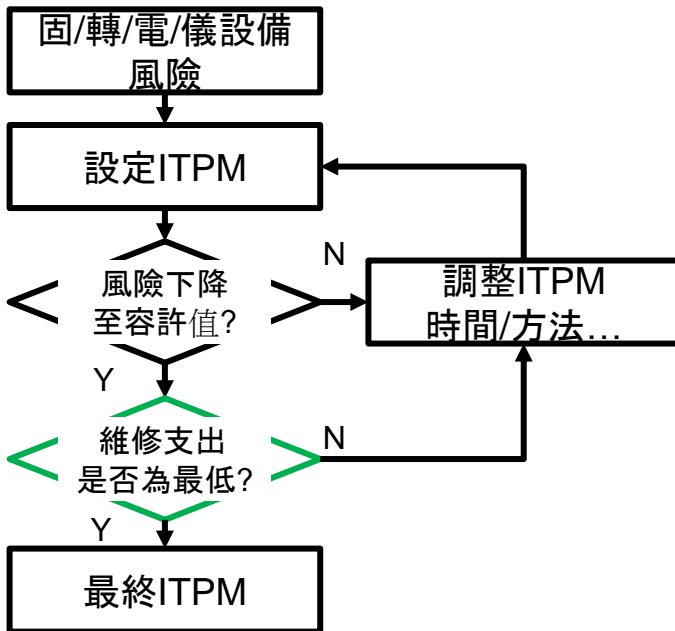 固/轉/電/儀設備
風險
設定ITPM
風險下降
至容許值?
N
調整ITPM
時間/方法…
Y
維修支出
是否為最低?
N
Y
最終ITPM